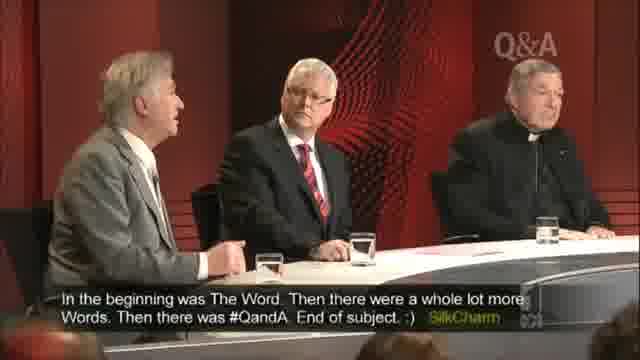 Q&A
In the beginning was The Word. Then there were a whole lot more
Words. Then there was #QandA. End of subject. :) SilkCharm